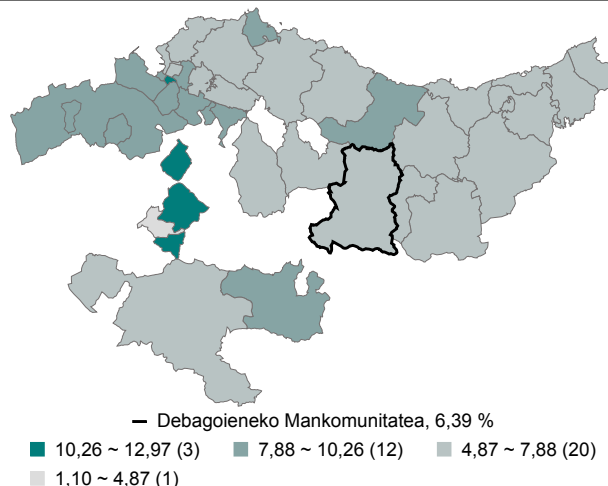 Debagoieneko Mankomunitatea, 6,39 %
10,26 ~ 12,97 (3) 7,88 ~ 10,26 (12) 4,87 ~ 7,88 (20)
1,10 ~ 4,87 (1)